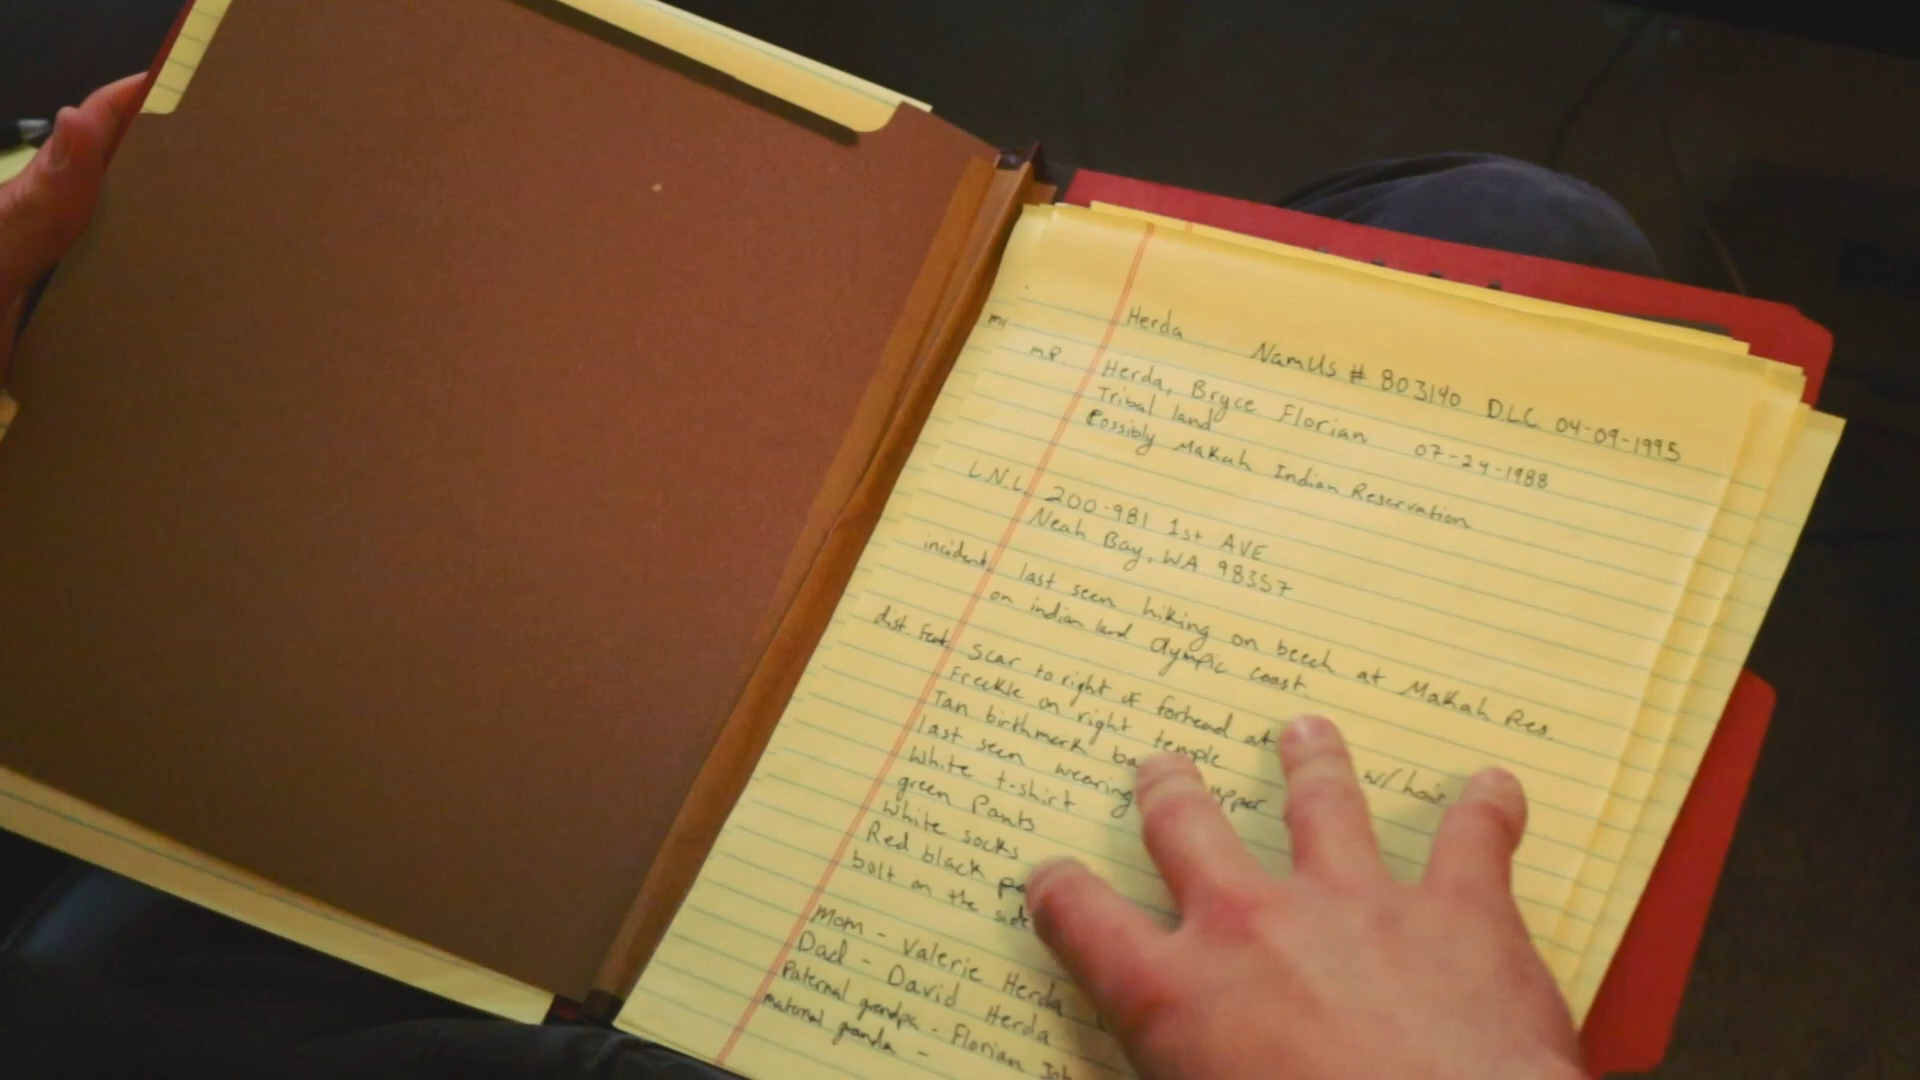 Herda
NamUs # 803140 D.L.C 04-09-1995
m.P. Herda, Bryce Florian 07-24-1988
Tribal land
Possibly Makah Indian Reservation
L.N.L. 200-981 1st AVE
Neah Bay, WA 98357
incident last seen hiking on beech at Makah Res.
on indian land Olympic coast.
dist. Feat. Scar to right of forhead at w/ hair
Freckle on right temple
Tan birthmark upper
last seen wearing
White t-shirt
green Pants
White socks
Red black
bolt on the side
Mom - Valerie Herda
Dad - David Herda
Paternal grandpa - Florian
maternal granda -